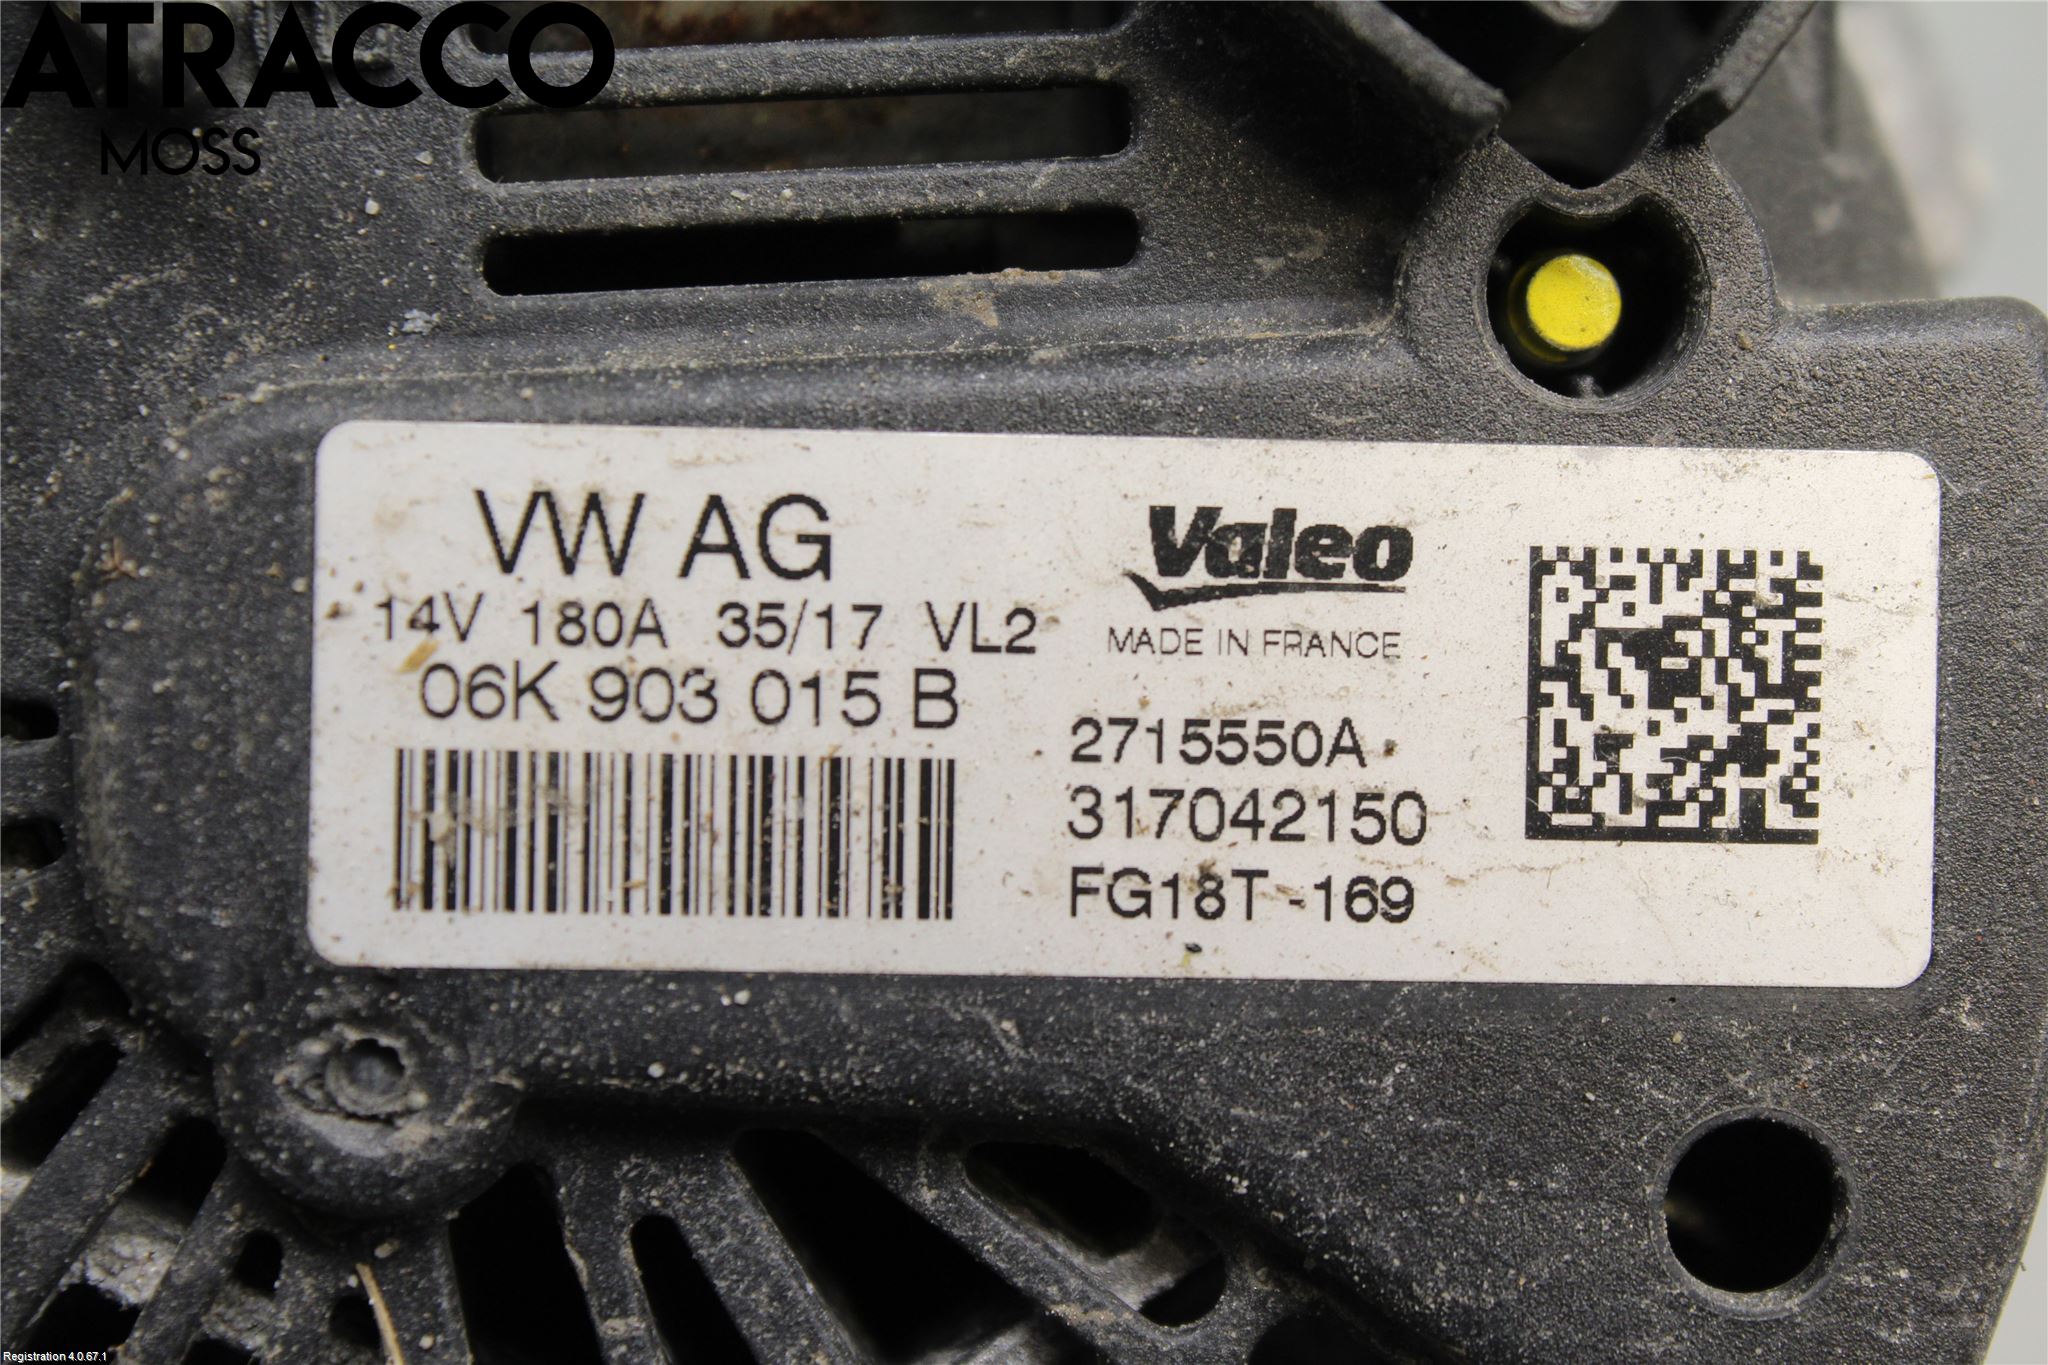 ATRACCO
MOSS
VW AG
14V 180A 35/17 VL2
06K 903 015 B
Valeo
MADE IN FRANCE
2715550A
317042150
FG18T -169
Registration 4.0.67.1